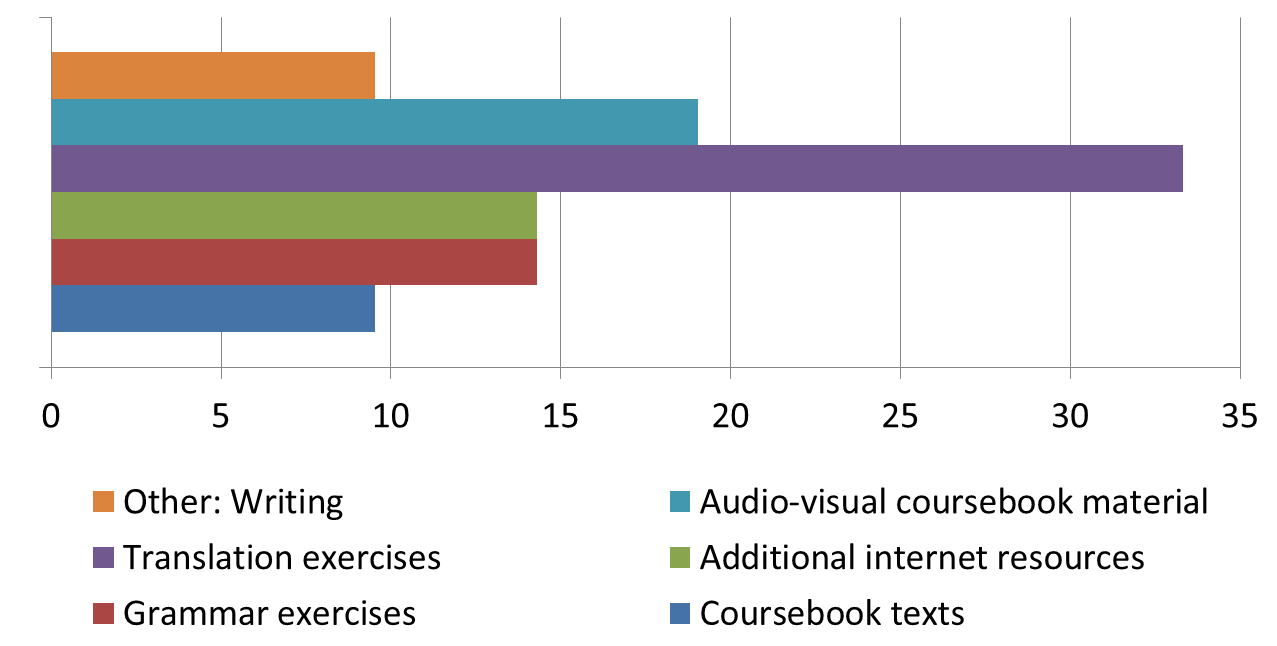 0 5 10 15 20 25 30 35
Other: Writing Audio-visual coursebook material
Translation exercises Additional internet resources
Grammar exercises Coursebook texts